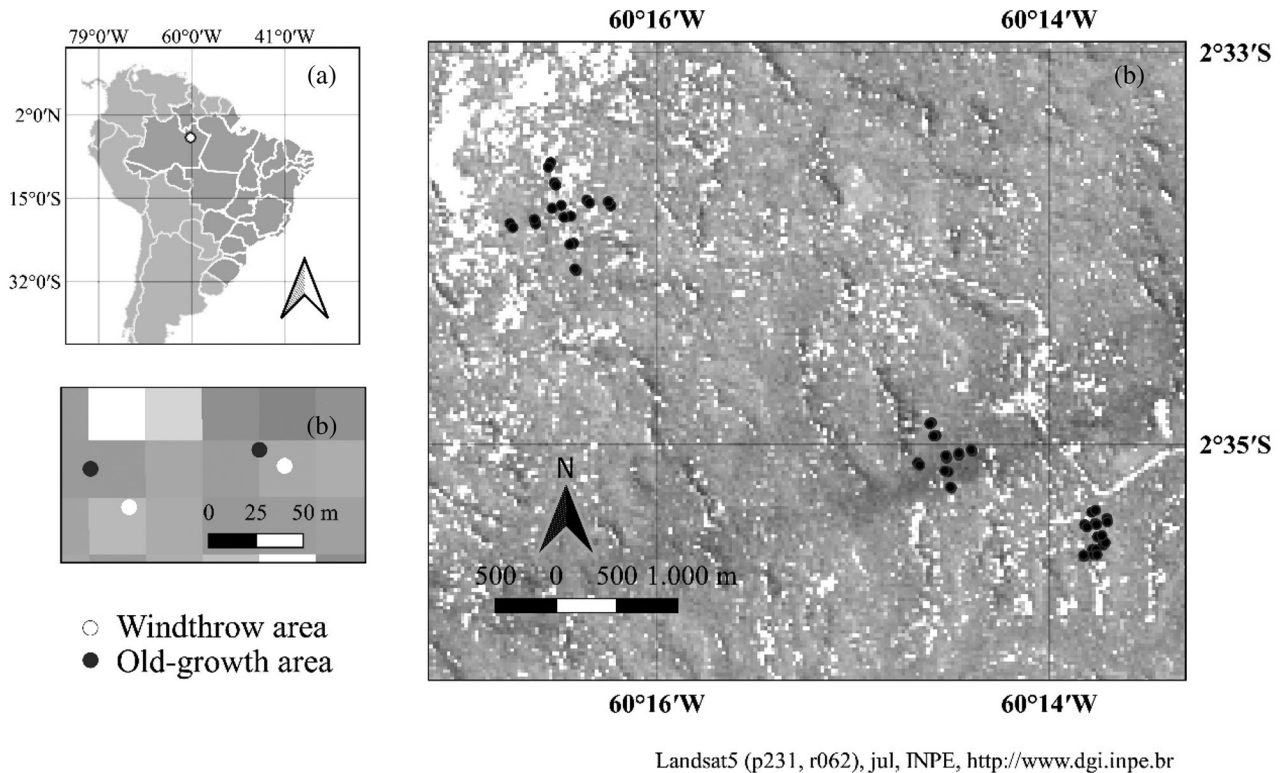 79°0′W 60°0′W 41°0′W
(a)
2°0′N
15°0′S
32°0′S
(b)
0 25 50 m
Windthrow area
Old-growth area
60°16′W 60°14′W
2°33′S
(b)
2°35′S
N
500 0 500 1.000 m
60°16′W 60°14′W
Landsat5 (p231, r062), jul, INPE, http://www.dgi.inpe.br